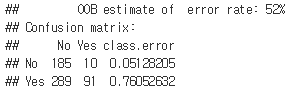 ##         OOB estimate of  error rate: 52%
## Confusion matrix:
##      No Yes class.error
## No  185  10  0.05128205
## Yes 289  91  0.76052632